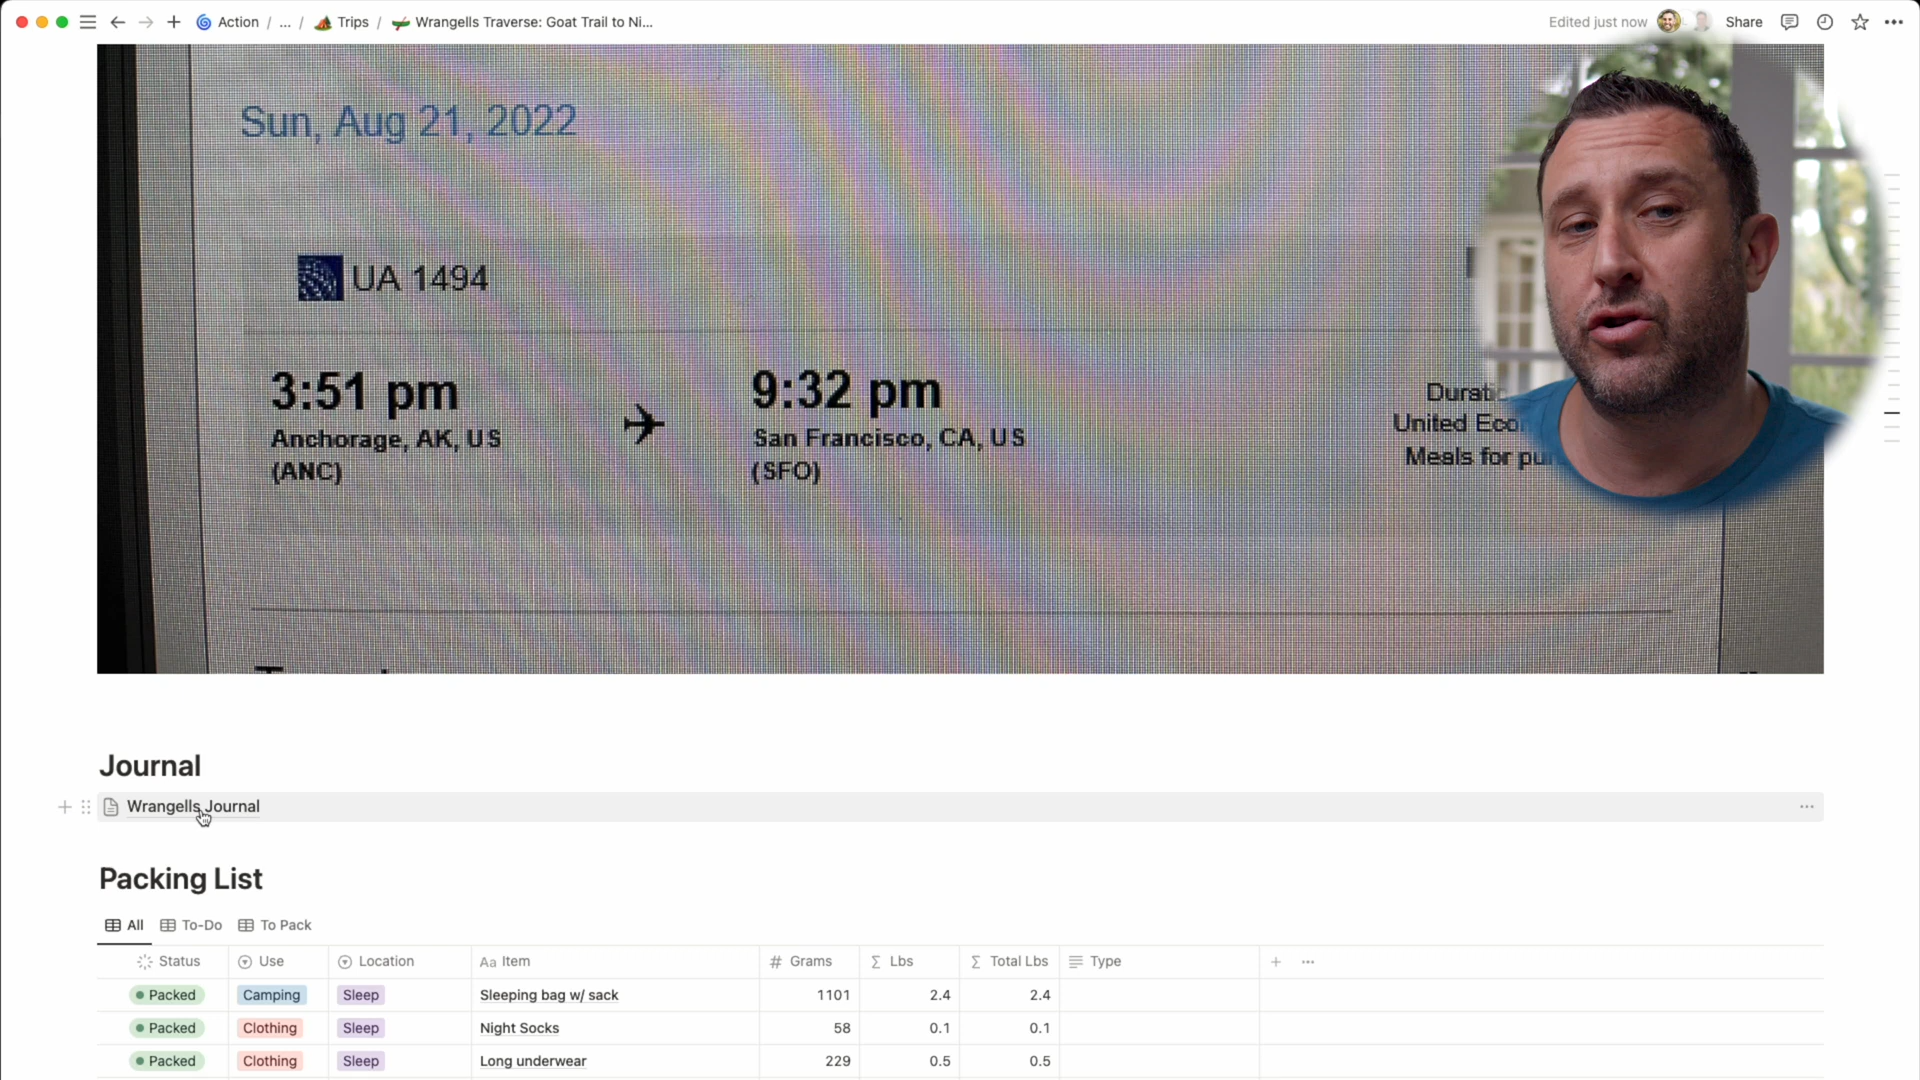 Action / ... / Trips / Wrangells Traverse: Goat Trail to Ni...
Edited just now Share
Sun, Aug 21, 2022
UA 1494
3:51 pm 9:32 pm
Anchorage, AK, US San Francisco, CA, US
(ANC) (SFO)
United
Meals for
Journal
Wrangells Journal
Packing List
All To-Do To Pack
Status Use Location Aa Item # Grams Σ Lbs Σ Total Lbs Type
Packed Camping Sleep Sleeping bag w/ sack 1101 2.4 2.4
Packed Clothing Sleep Night Socks 58 0.1 0.1
Packed Clothing Sleep Long underwear 229 0.5 0.5